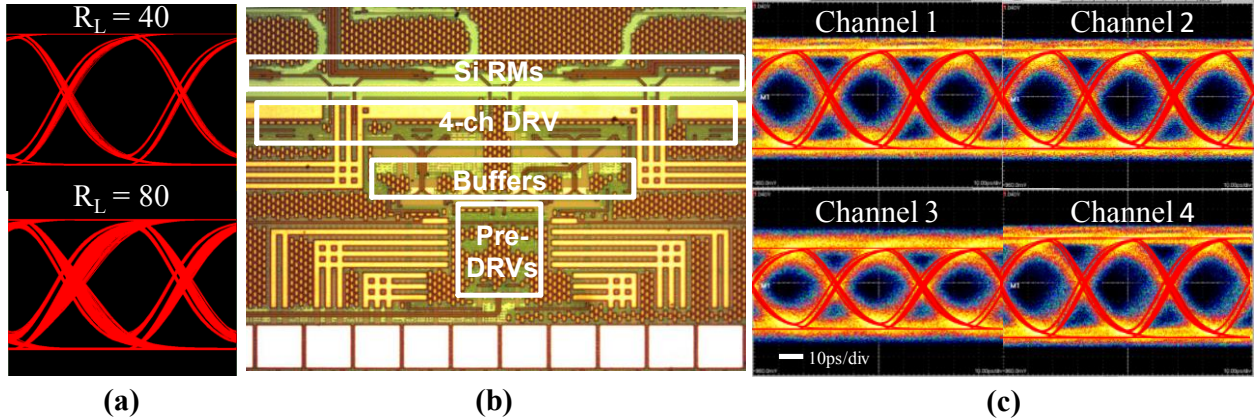 R_L = 40
R_L = 80
(a)
Si RMs
4-ch DRV
Buffers
Pre-
DRVs
(b)
Channel 1
Channel 2
Channel 3
Channel 4
10ps/div
(c)